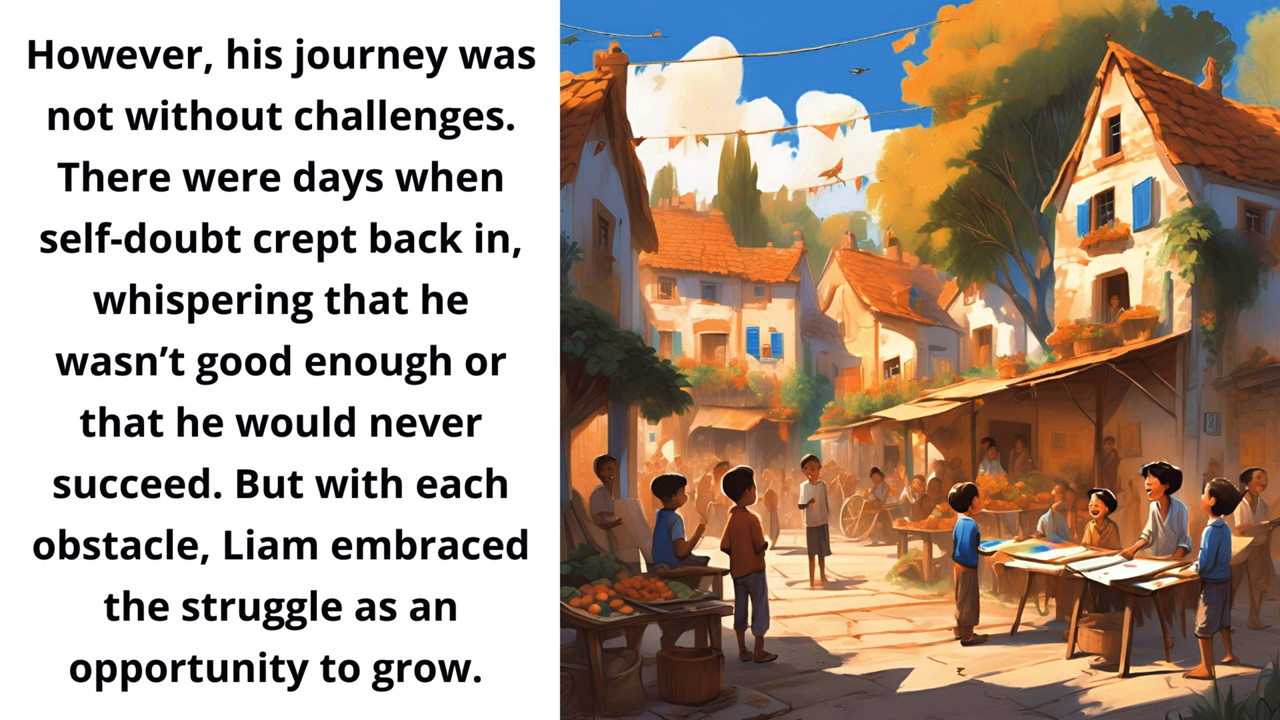 However, his journey was
not without challenges.
There were days when
self-doubt crept back in,
whispering that he
wasn’t good enough or
that he would never
succeed. But with each
obstacle, Liam embraced
the struggle as an
opportunity to grow.